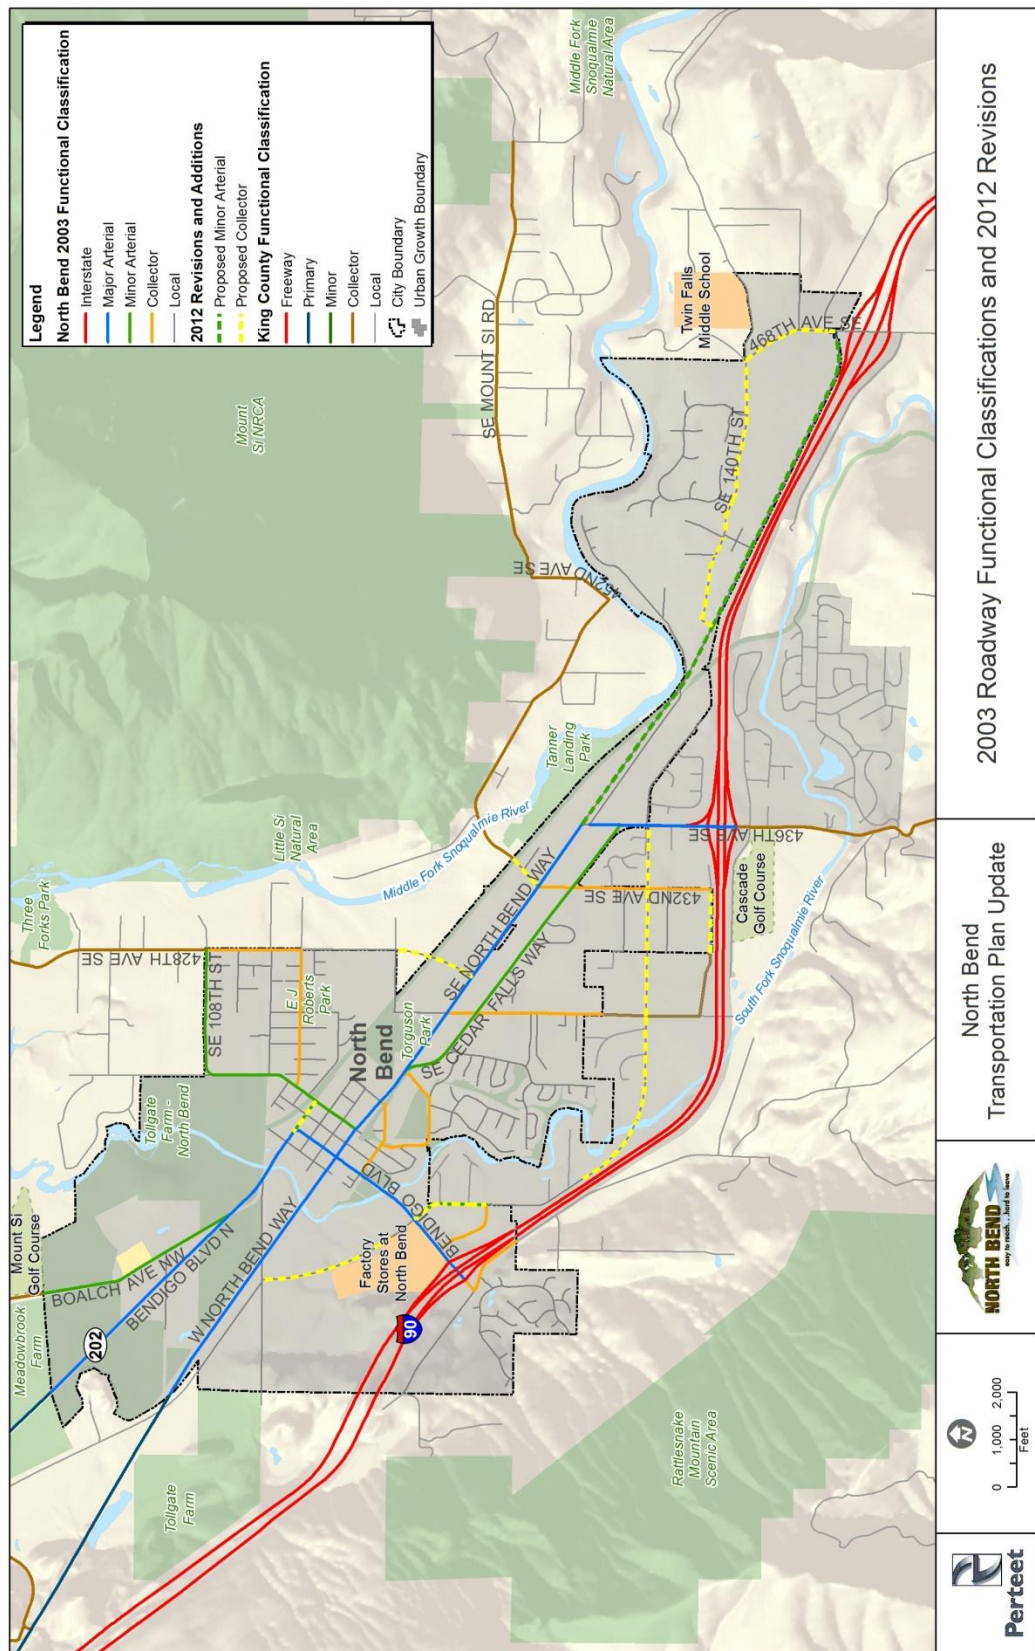 Legend
North Bend 2003 Functional Classification
Interstate
Major Arterial
Minor Arterial
Collector
Local
2012 Revisions and Additions
Proposed Minor Arterial
Proposed Collector
King County Functional Classification
Freeway
Primary
Minor
Collector
Local
City Boundary
Urban Growth Boundary
Meadowbrook
Farm
Mount Si
Golf Course
Three
Forks Park
Mount
Si NRCA
Middle Fork
Snoqualmie
Natural Area
202
BOALCH AVE NW
BENDIGO BLVD N
W NORTH BEND WAY
Tollgate
Farm -
North Bend
428TH AVE SE
SE 108TH ST
Little Si
Natural
Area
E.J.
Roberts
Park
Tollgate
Farm
North
Bend
Torguson
Park
Middle Fork Snoqualmie River
SE MOUNT SI RD
452ND AVE SE
Tanner
Landing
Park
Factory
Stores at
North Bend
90
BENDIGO BLVD
SE CEDAR FALLS WAY
SE NORTH BEND WAY
432ND AVE SE
436TH AVE SE
Twin Falls
Middle School
SE 140TH ST
468TH AVE SE
Rattlesnake
Mountain
Scenic Area
South Fork Snoqualmie River
Cascade
Golf Course
Perteet
N
0 1,000 2,000
Feet
NORTH BEND
easy to reach...hard to leave
North Bend
Transportation Plan Update
2003 Roadway Functional Classifications and 2012 Revisions